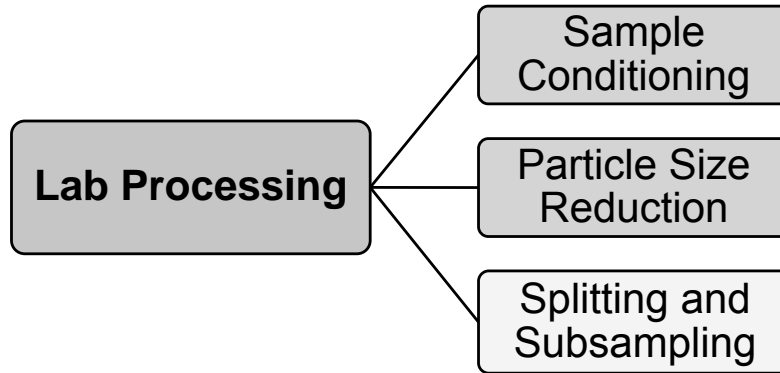 Sample
Conditioning
Lab Processing
Particle Size
Reduction
Splitting and
Subsampling